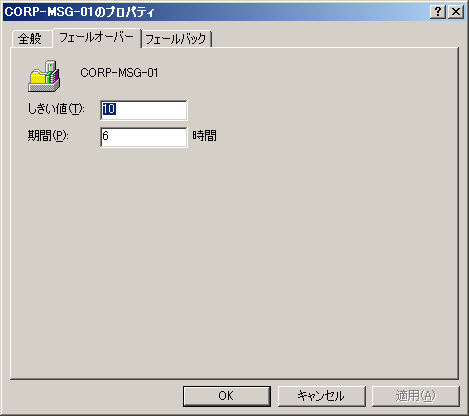 CORP-MSG-01のプロパティ
全般 フェールオーバー フェールバック
CORP-MSG-01
しきい値(T): 10
期間(P): 6 時間
OK キャンセル 適用(A)